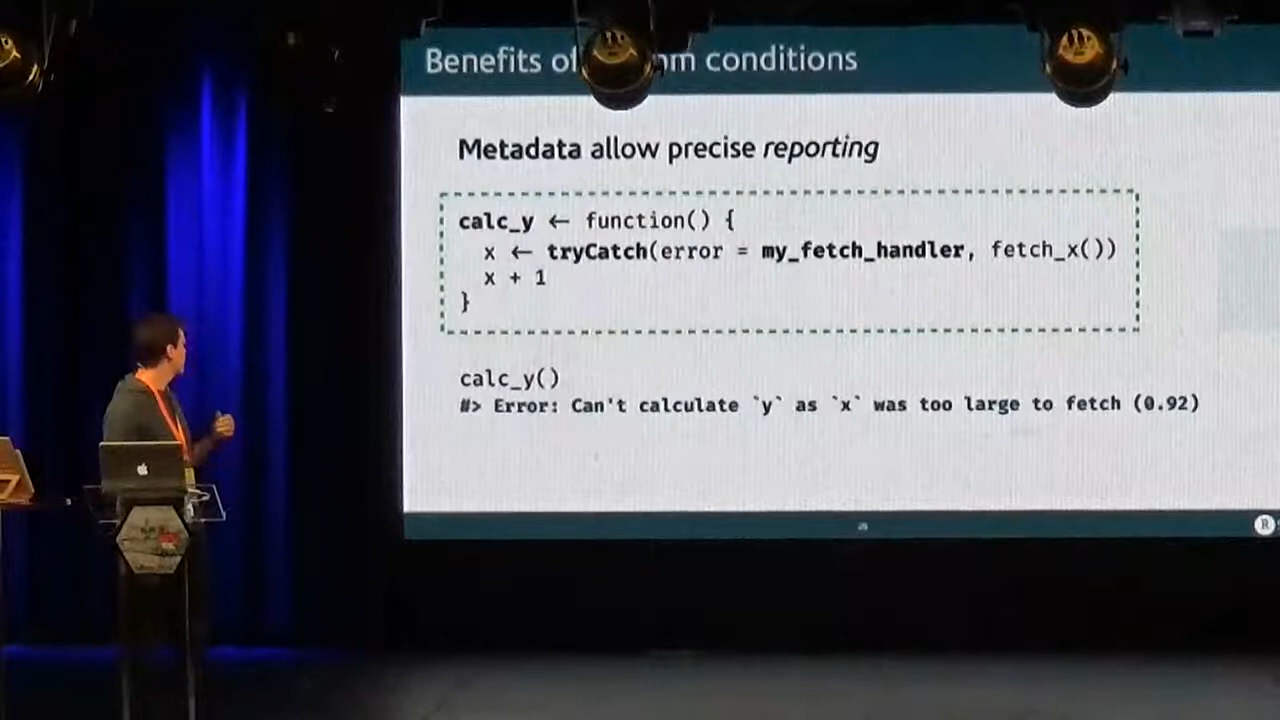 Benefits of om conditions
Metadata allow precise reporting
calc_y ← function() {
x ← tryCatch(error = my_fetch_handler, fetch_x())
x + 1
}
calc_y()
#> Error: Can't calculate `y` as `x` was too large to fetch (0.92)
R